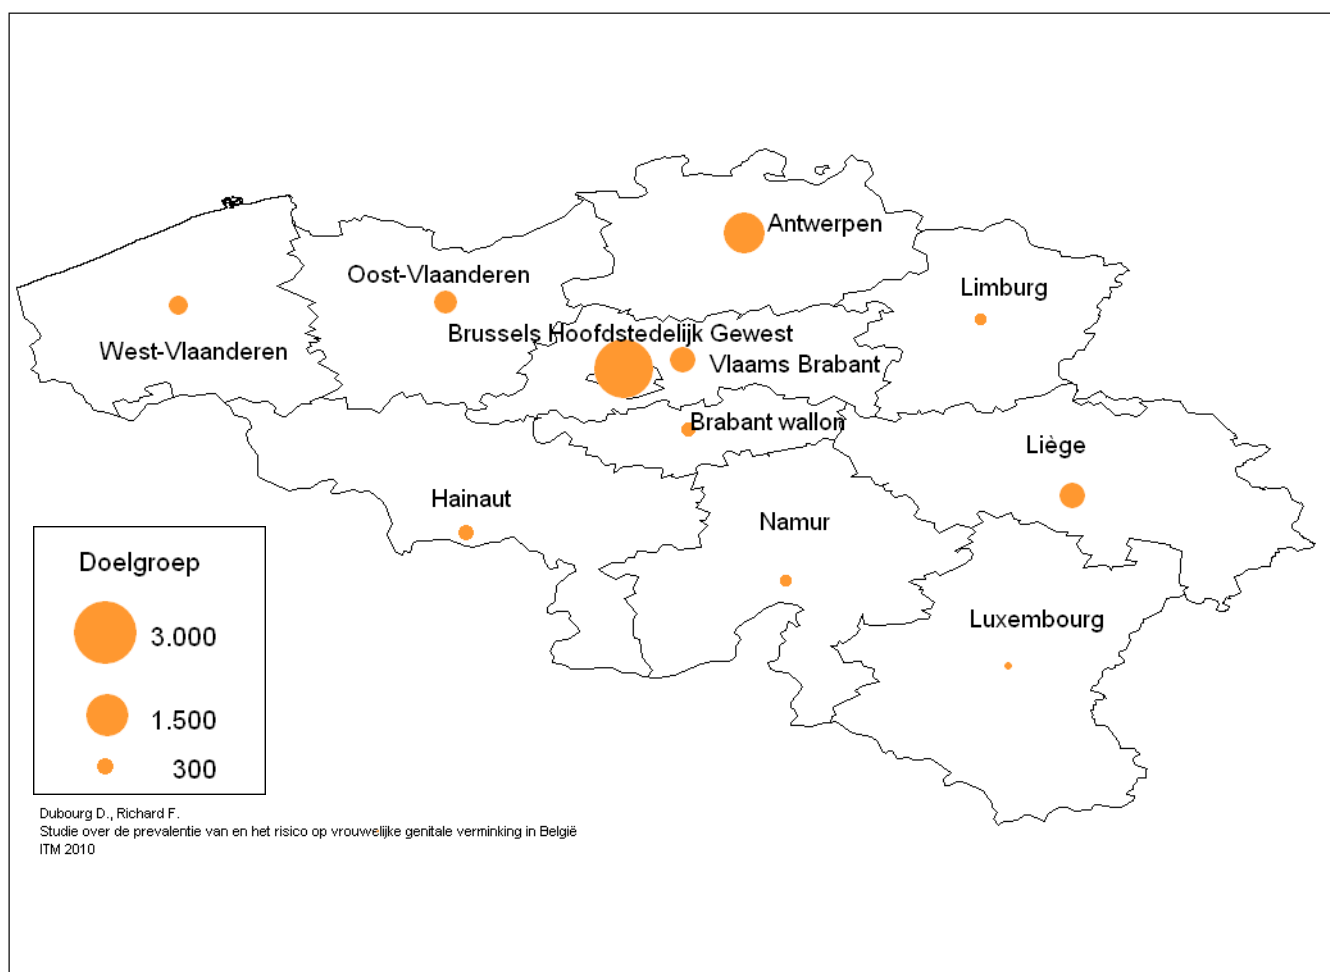 Antwerpen
Oost-Vlaanderen
Limburg
Brussels Hoofdstedelijk Gewest
West-Vlaanderen
Vlaams Brabant
Brabant wallon
Liège
Hainaut
Namur
Luxembourg
Doelgroep
3.000
1.500
300
Dubourg D., Richard F.
Studie over de prevalentie van en het risico op vrouwelijke genitale verminking in België
ITM 2010